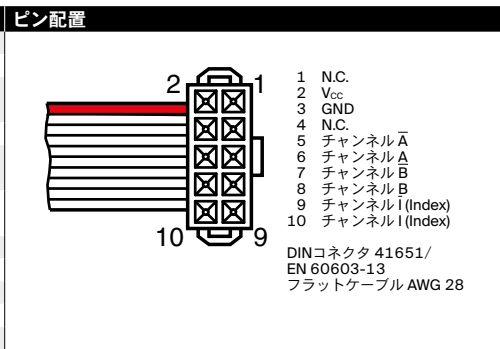 ピン配置
2 1
10 9
1 N.C.
2 Vcc
3 GND
4 N.C.
5 チャンネル A̅
6 チャンネル A
7 チャンネル B̅
8 チャンネル B
9 チャンネル I̅ (Index)
10 チャンネル I (Index)
DINコネクタ 41651/
EN 60603-13
フラットケーブル AWG 28